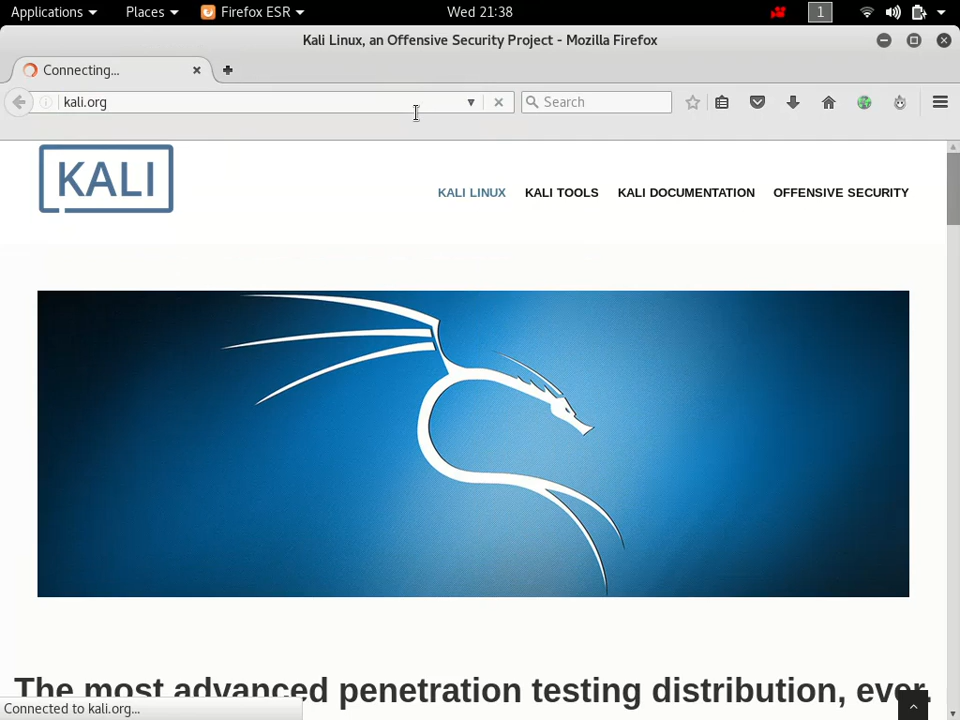 Applications Places Firefox ESR Wed 21:38 1
Kali Linux, an Offensive Security Project - Mozilla Firefox
Connecting...
kali.org Search
KALI
KALI LINUX KALI TOOLS KALI DOCUMENTATION OFFENSIVE SECURITY
The most advanced penetration testing distribution, ever.
Connected to kali.org...